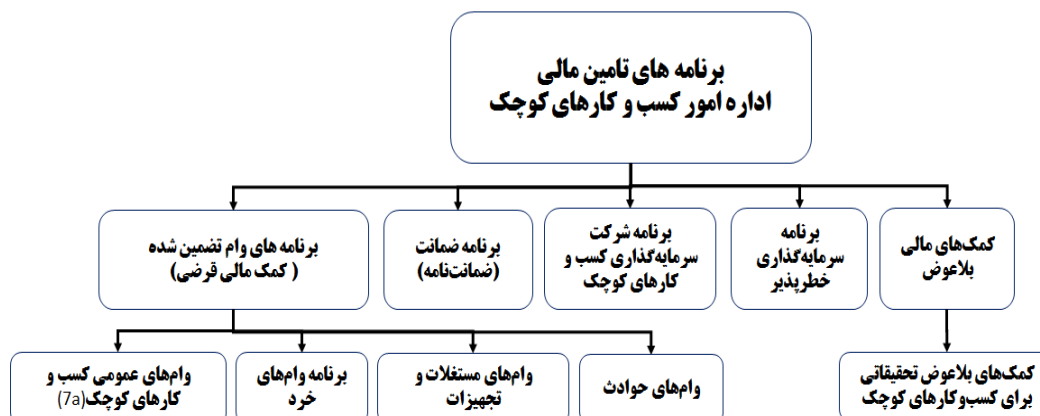 برنامه های تامین مالی
اداره امور کسب و کارهای کوچک
کمک‌های مالی
بلاعوض
برنامه
سرمایه‌گذاری
خطرپذیر
برنامه شرکت
سرمایه‌گذاری کسب و
کارهای کوچک
برنامه ضمانت
(ضمانت‌نامه)
برنامه های وام تضمین شده
( کمک مالی قرضی)
کمک‌های بلاعوض تحقیقاتی
برای کسب‌وکارهای کوچک
وام‌های حوادث
وام‌های مستغلات و
تجهیزات
برنامه وام‌های
خرد
وام‌های عمومی کسب و
کارهای کوچک(7a)